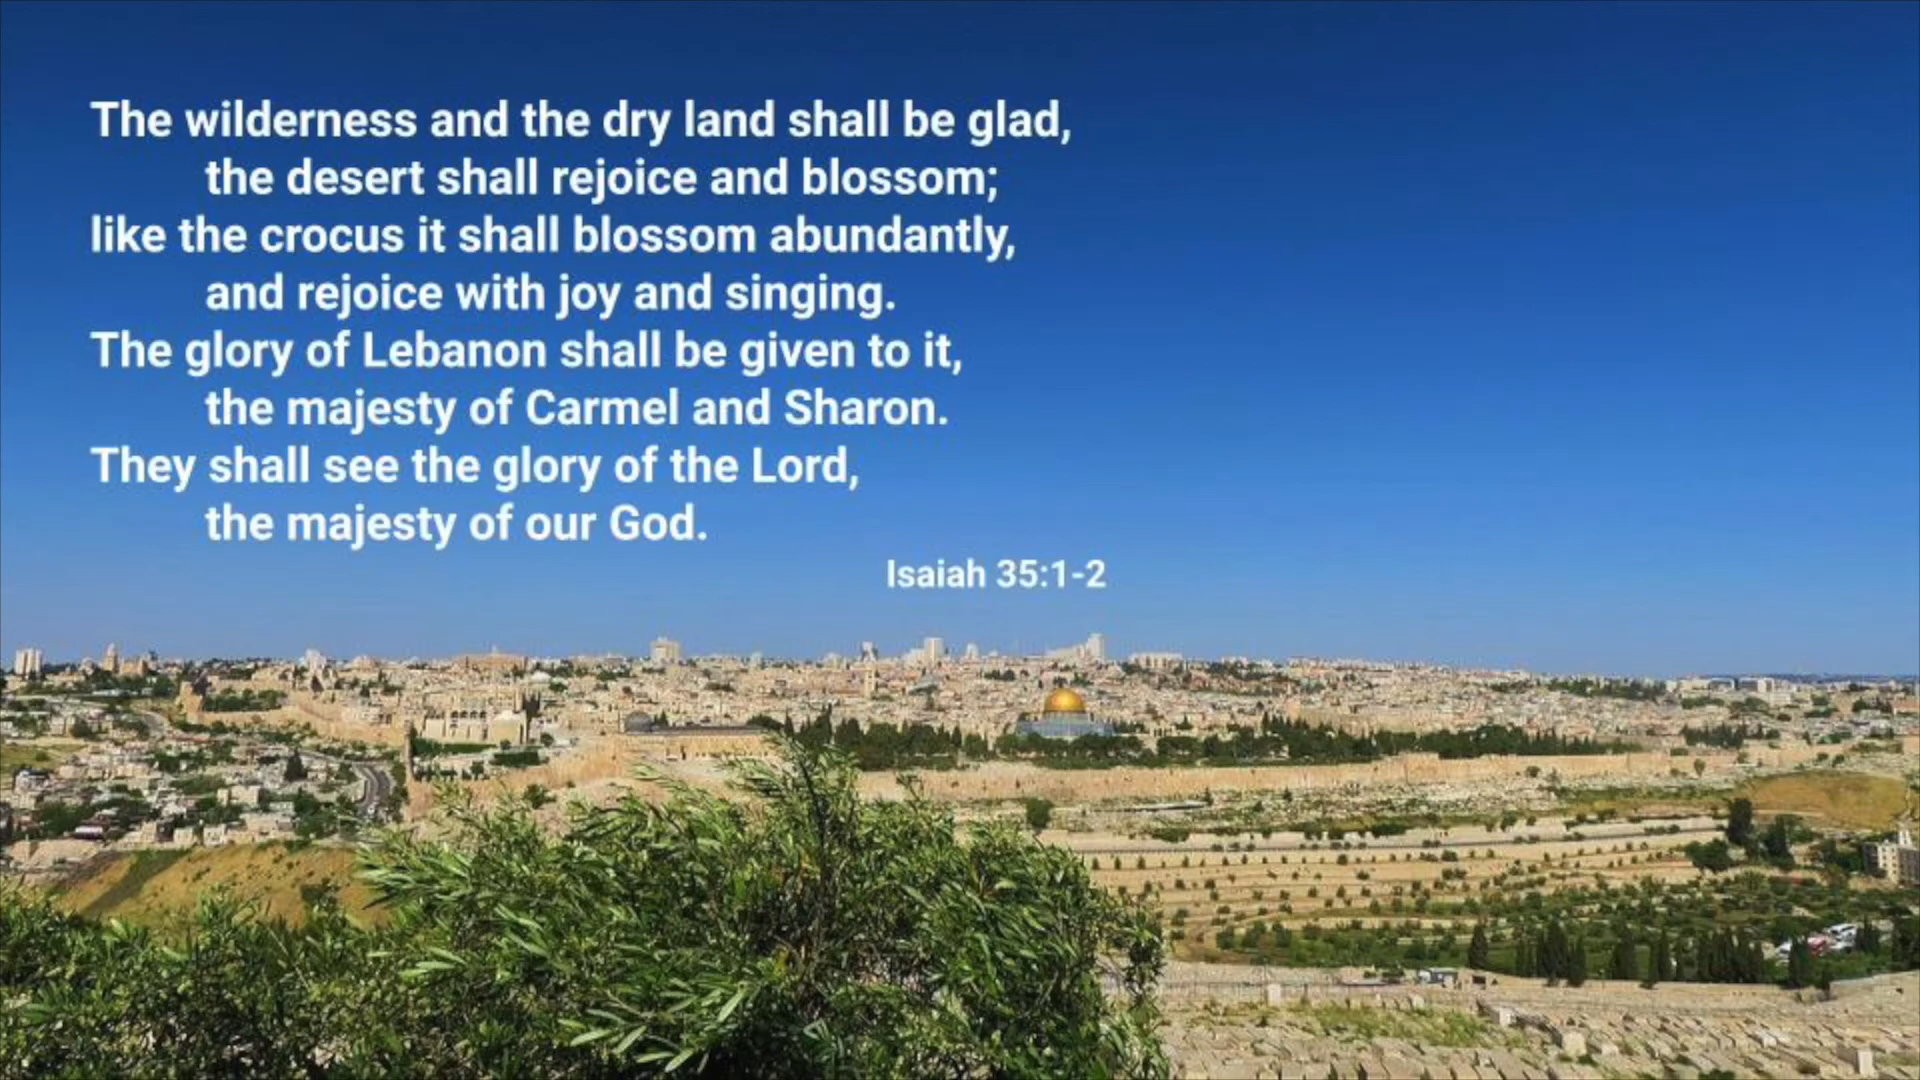 The wilderness and the dry land shall be glad,
the desert shall rejoice and blossom;
like the crocus it shall blossom abundantly,
and rejoice with joy and singing.
The glory of Lebanon shall be given to it,
the majesty of Carmel and Sharon.
They shall see the glory of the Lord,
the majesty of our God.
Isaiah 35:1-2